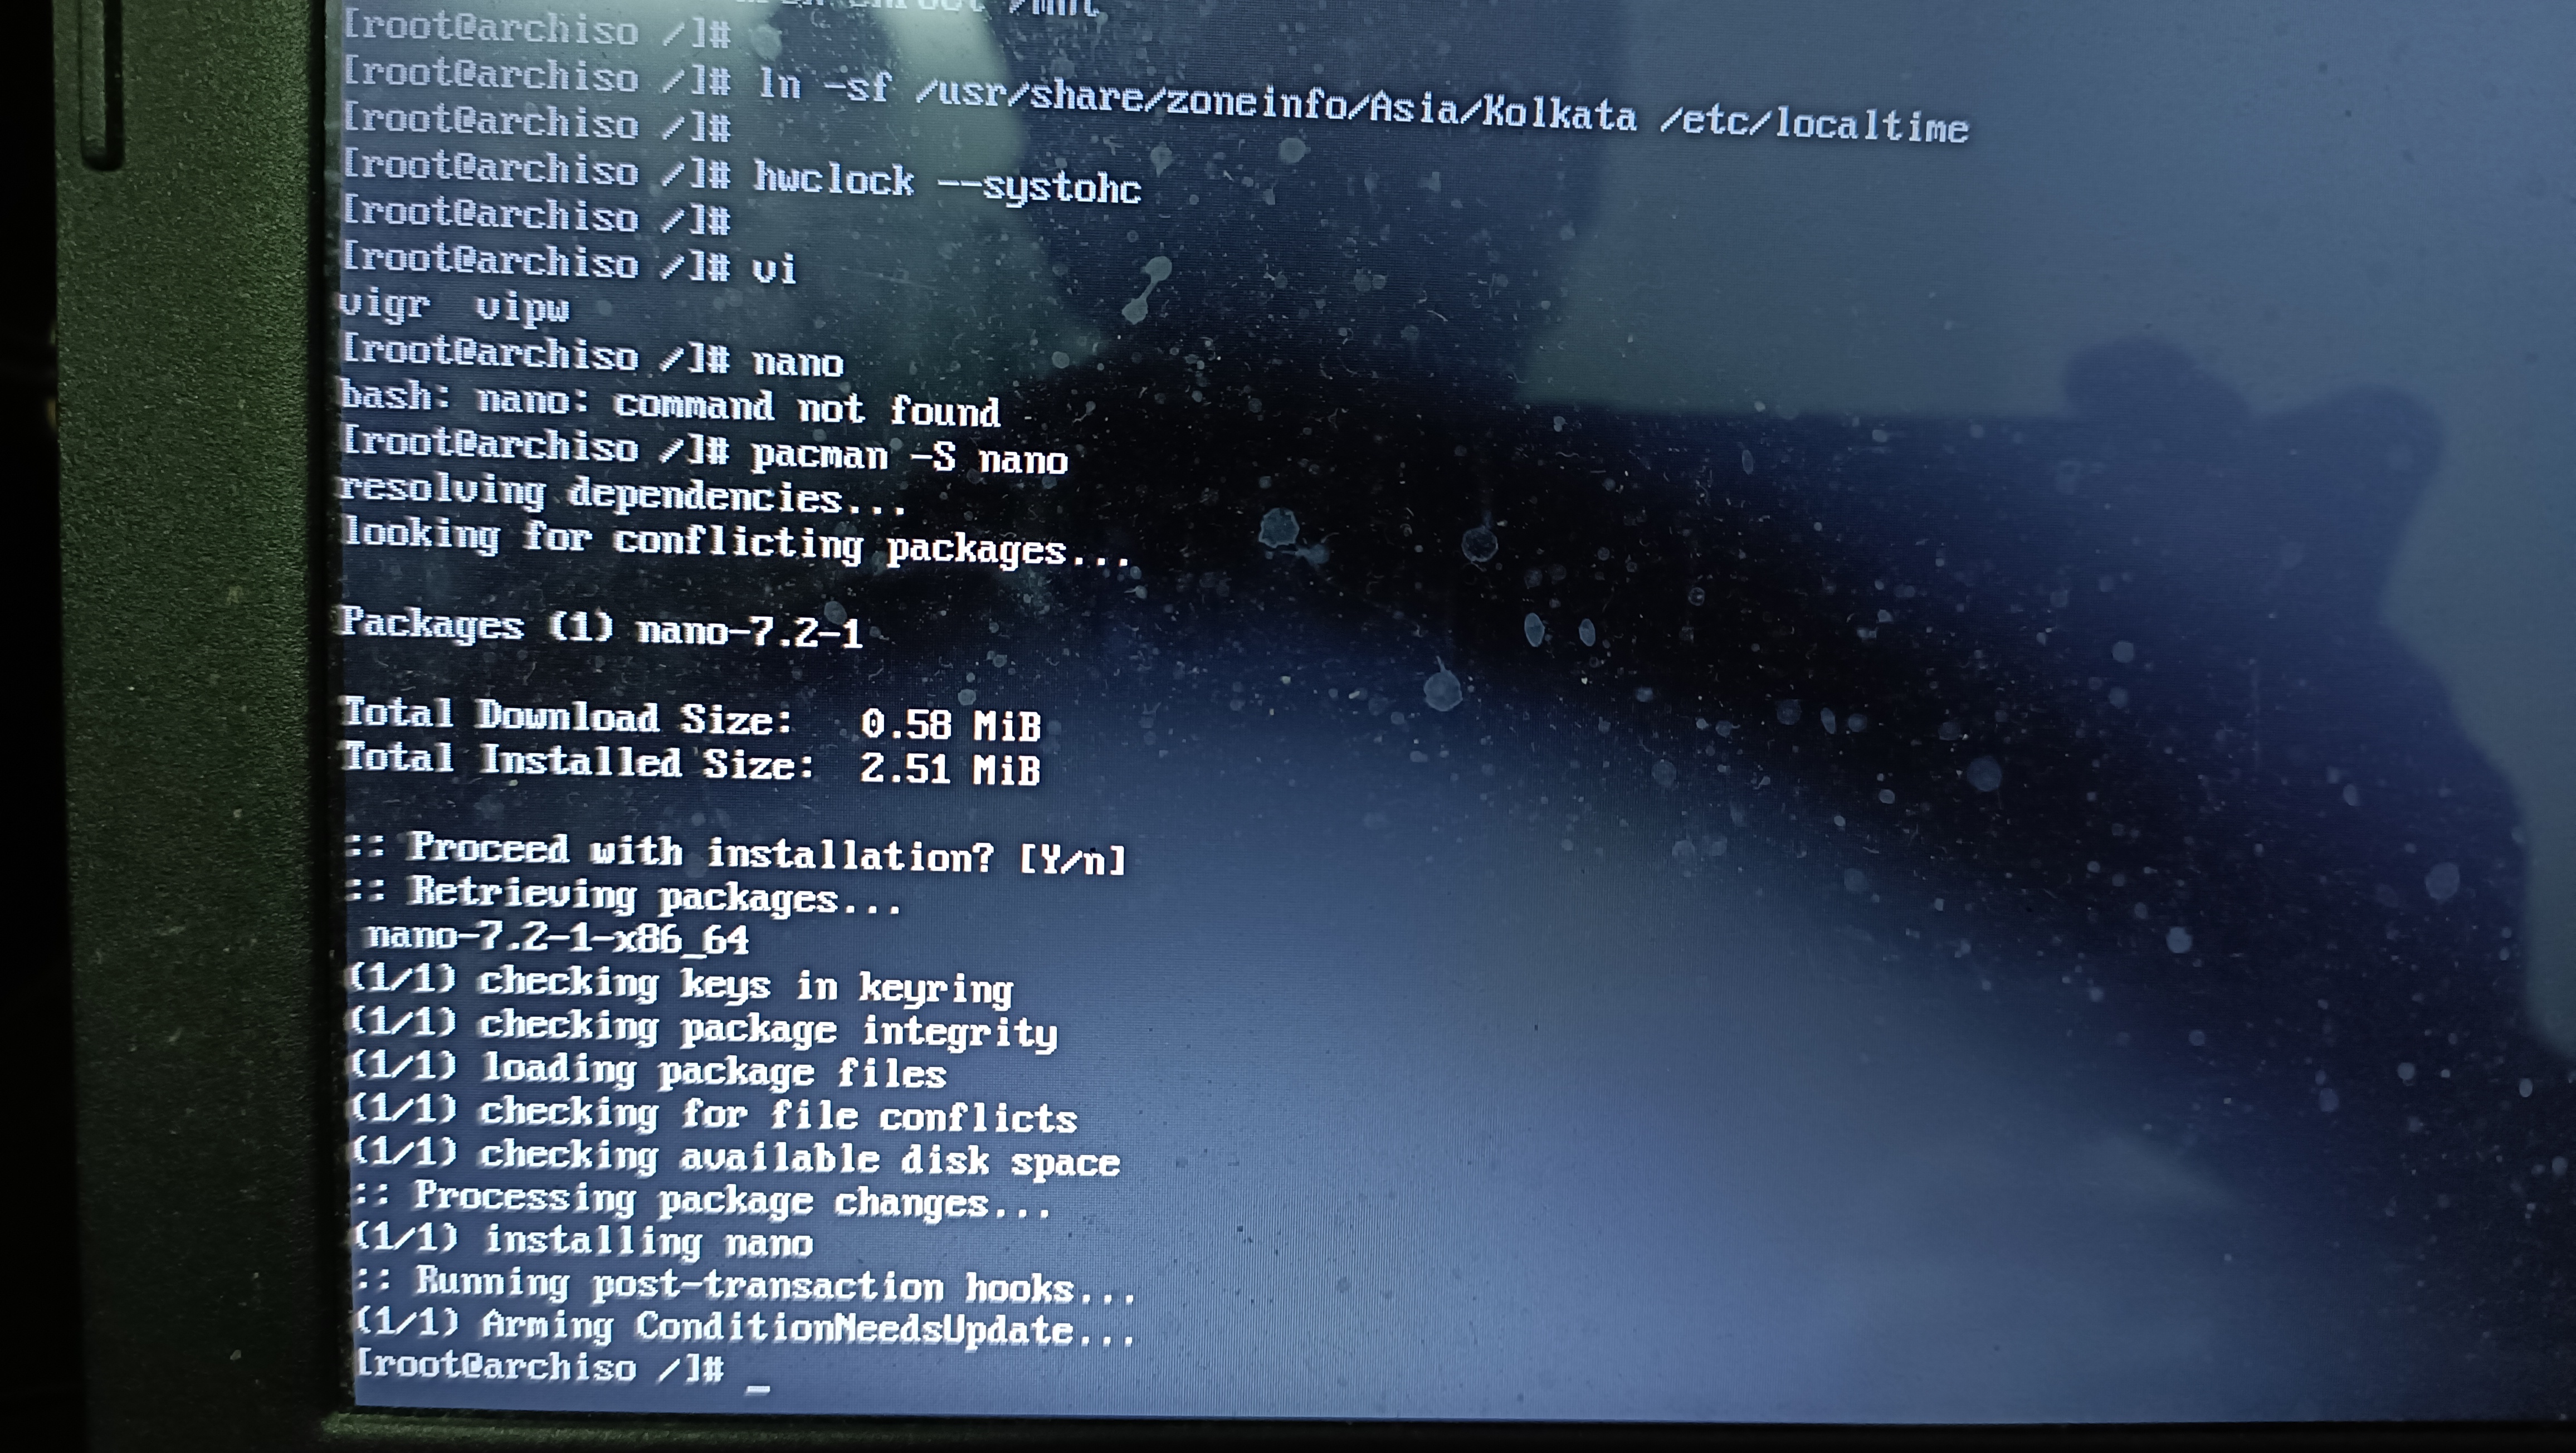 /mnt
[root@archiso /]#
[root@archiso /]# ln -sf /usr/share/zoneinfo/Asia/Kolkata /etc/localtime
[root@archiso /]#
[root@archiso /]# hwclock --systohc
[root@archiso /]#
[root@archiso /]# vi
vigr  vipw
[root@archiso /]# nano
bash: nano: command not found
[root@archiso /]# pacman -S nano
resolving dependencies...
looking for conflicting packages...
Packages (1) nano-7.2-1
Total Download Size:   0.58 MiB
Total Installed Size:  2.51 MiB
:: Proceed with installation? [Y/n]
:: Retrieving packages...
nano-7.2-1-x86_64
(1/1) checking keys in keyring
(1/1) checking package integrity
(1/1) loading package files
(1/1) checking for file conflicts
(1/1) checking available disk space
:: Processing package changes...
(1/1) installing nano
:: Running post-transaction hooks...
(1/1) Arming ConditionNeedsUpdate...
[root@archiso /]# _